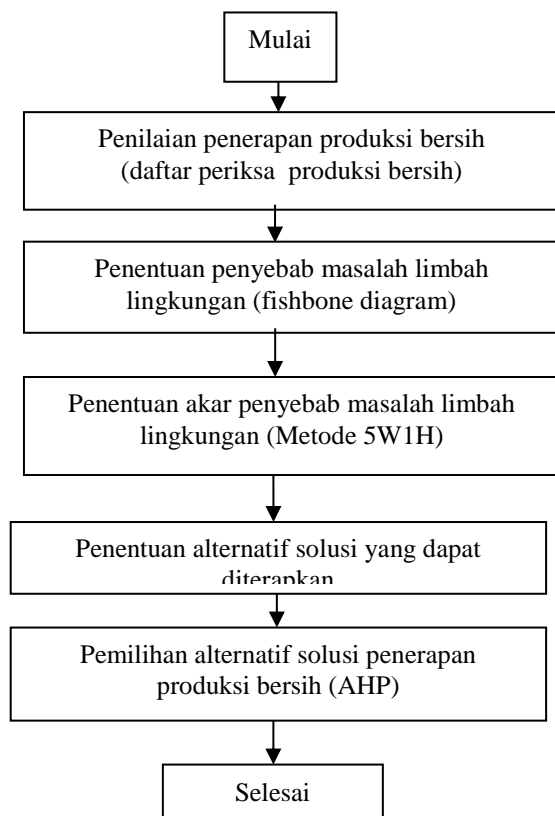 Mulai
Penilaian penerapan produksi bersih
(daftar periksa produksi bersih)
Penentuan penyebab masalah limbah
lingkungan (fishbone diagram)
Penentuan akar penyebab masalah limbah
lingkungan (Metode 5W1H)
Penentuan alternatif solusi yang dapat
diterapkan
Pemilihan alternatif solusi penerapan
produksi bersih (AHP)
Selesai